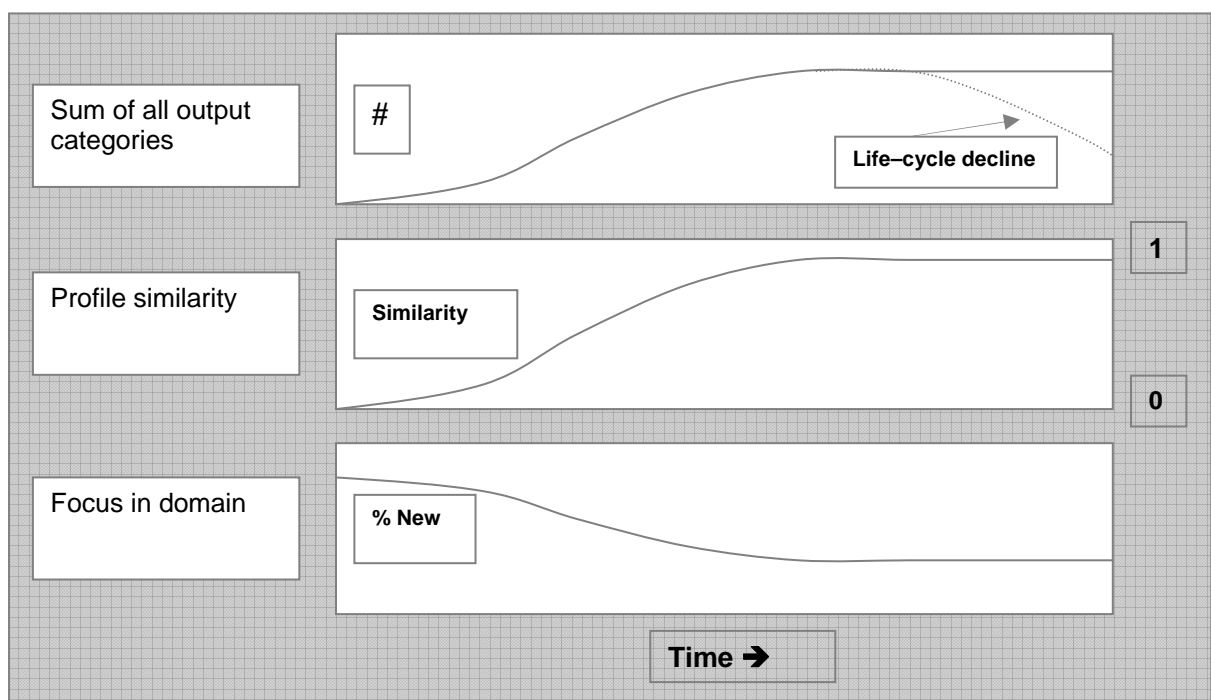 Sum of all output
categories
#
Life–cycle decline
1
Profile similarity
Similarity
0
Focus in domain
% New
Time ➔